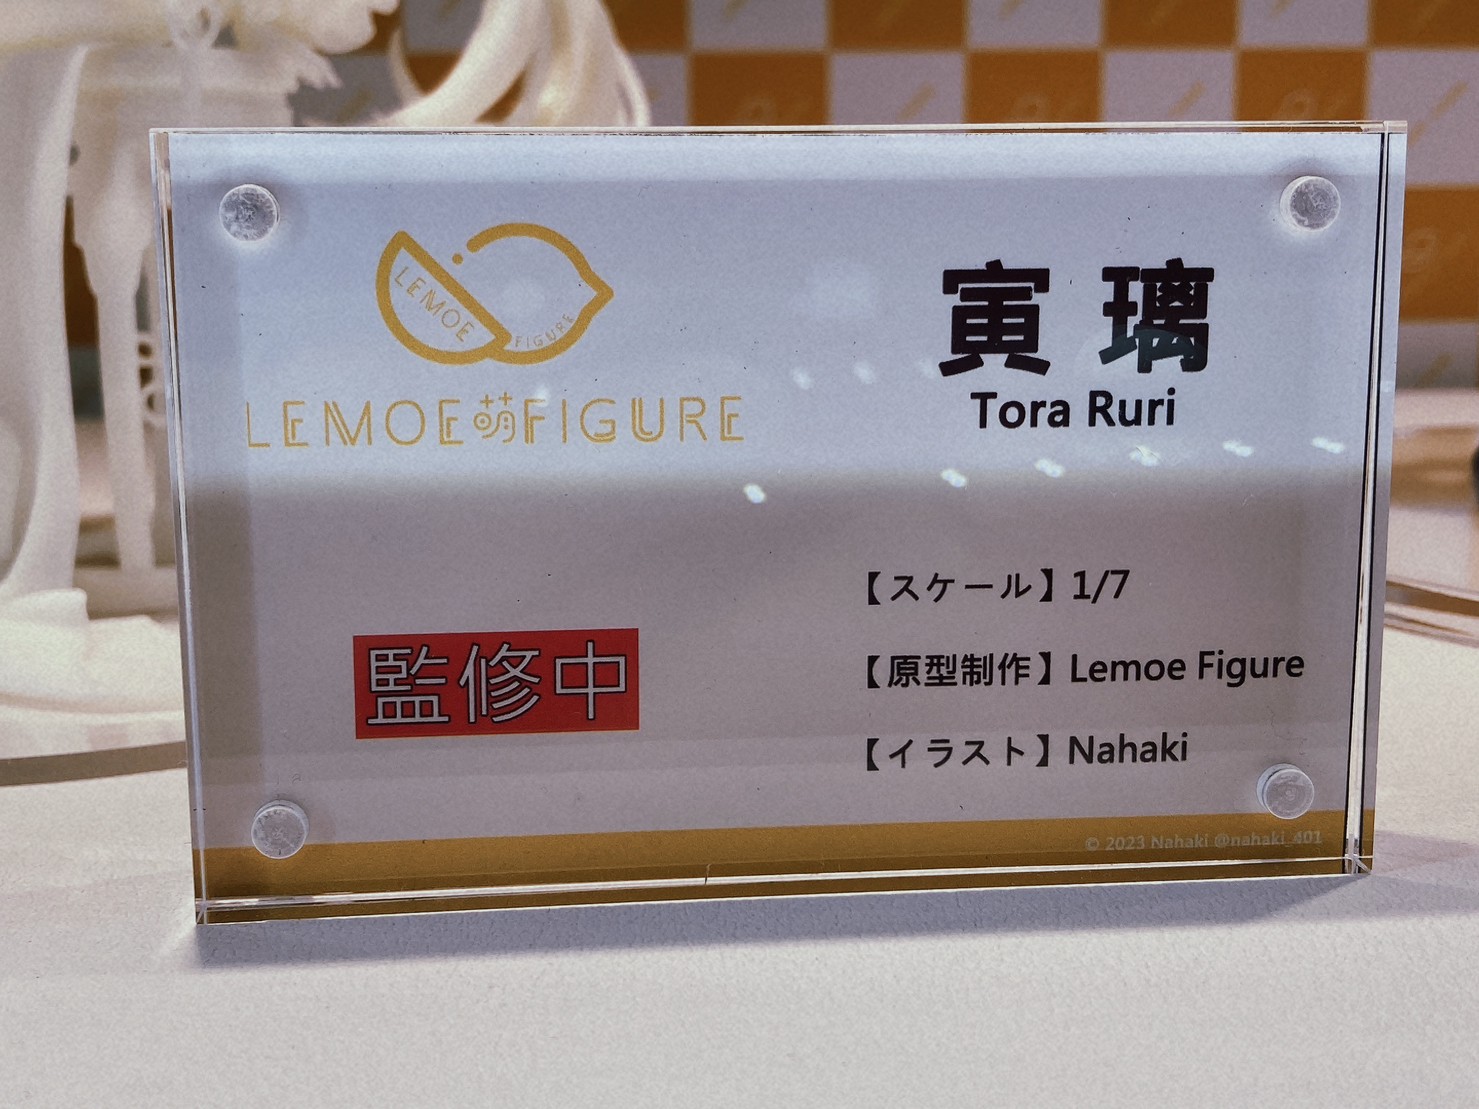 LEMOE
FIGURE
LEMOE萌FIGURE
寅璃
Tora Ruri
監修中
【スケール】1/7
【原型制作】Lemoe Figure
【イラスト】Nahaki
© 2023 Nahaki @nahaki_401